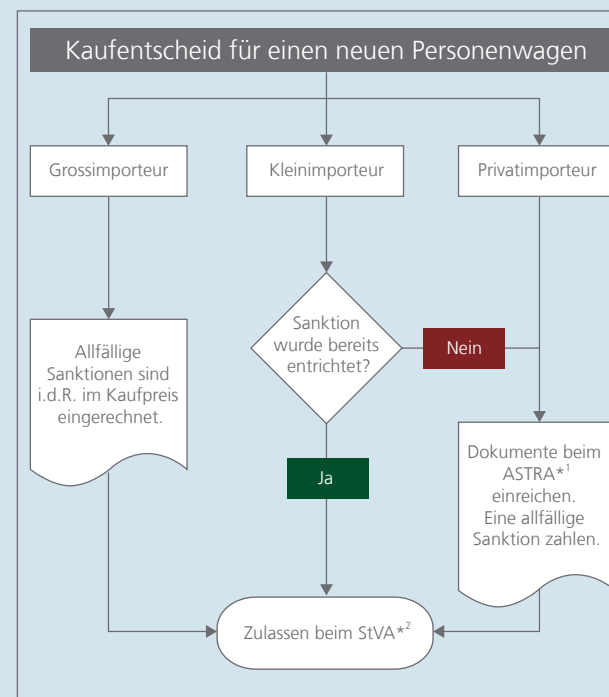 Kaufentscheid für einen neuen Personenwagen
Grossimporteur
Kleinimporteur
Privatimporteur
Sanktion
wurde bereits
entrichtet?
Nein
Allfällige
Sanktionen sind
i.d.R. im Kaufpreis
eingerechnet.
Ja
Dokumente beim
ASTRA*1
einreichen.
Eine allfällige
Sanktion zahlen.
Zulassen beim StVA*2